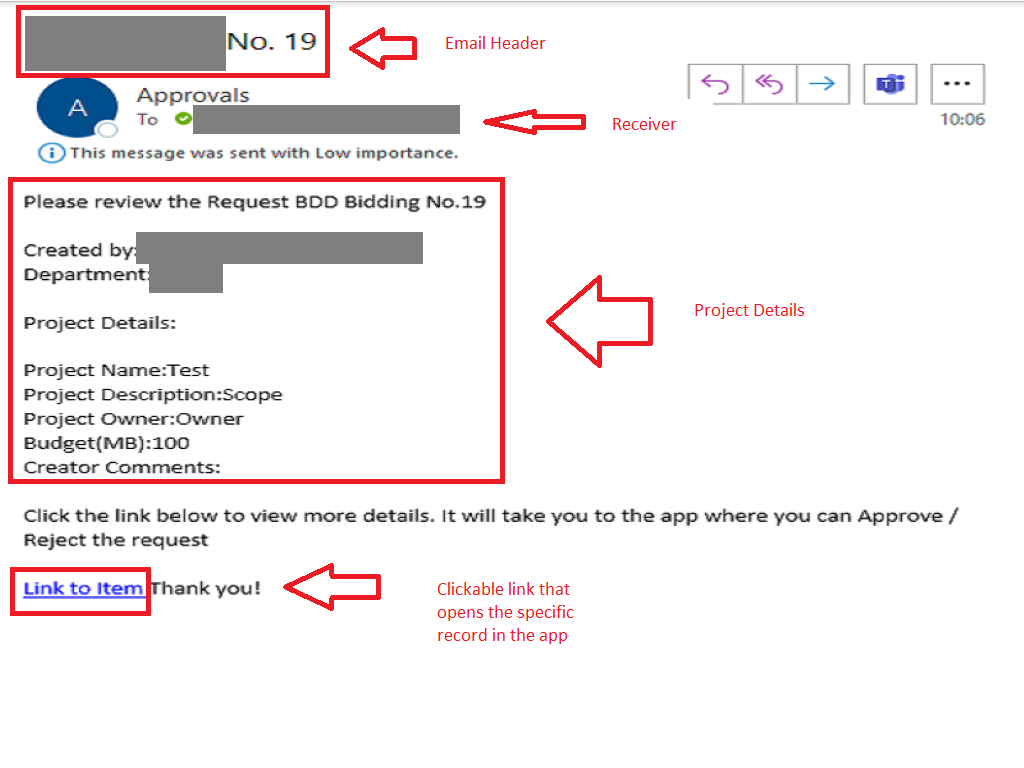 No. 19
Email Header
A
Approvals
To
Receiver
10:06
This message was sent with Low importance.
Please review the Request BDD Bidding No.19
Created by:
Department:
Project Details:
Project Details
Project Name:Test
Project Description:Scope
Project Owner:Owner
Budget(MB):100
Creator Comments:
Click the link below to view more details. It will take you to the app where you can Approve /
Reject the request
Link to Item Thank you!
Clickable link that
opens the specific
record in the app